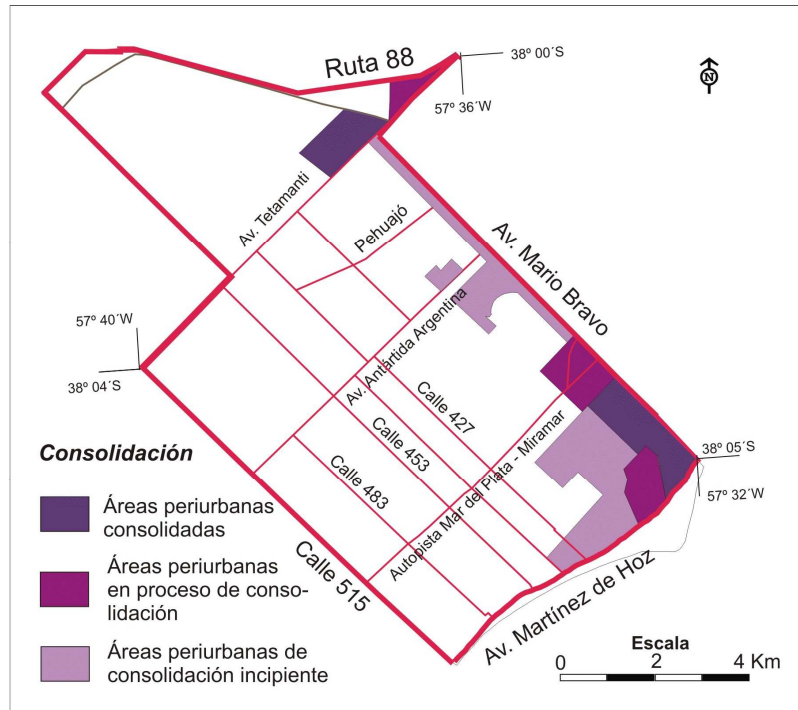 Ruta 88
38º 00´S
57º 36´W
N
Av. Tetamanti
Pehuajó
Av. Mario Bravo
57º 40´W
38º 04´S
Av. Antártida Argentina
Calle 427
Calle 453
Calle 483
Autopista Mar del Plata - Miramar
38º 05´S
57º 32´W
Calle 515
Av. Martínez de Hoz
Consolidación
Áreas periurbanas
consolidadas
Áreas periurbanas
en proceso de conso-
lidación
Áreas periurbanas de
consolidación incipiente
Escala
0 2 4 Km